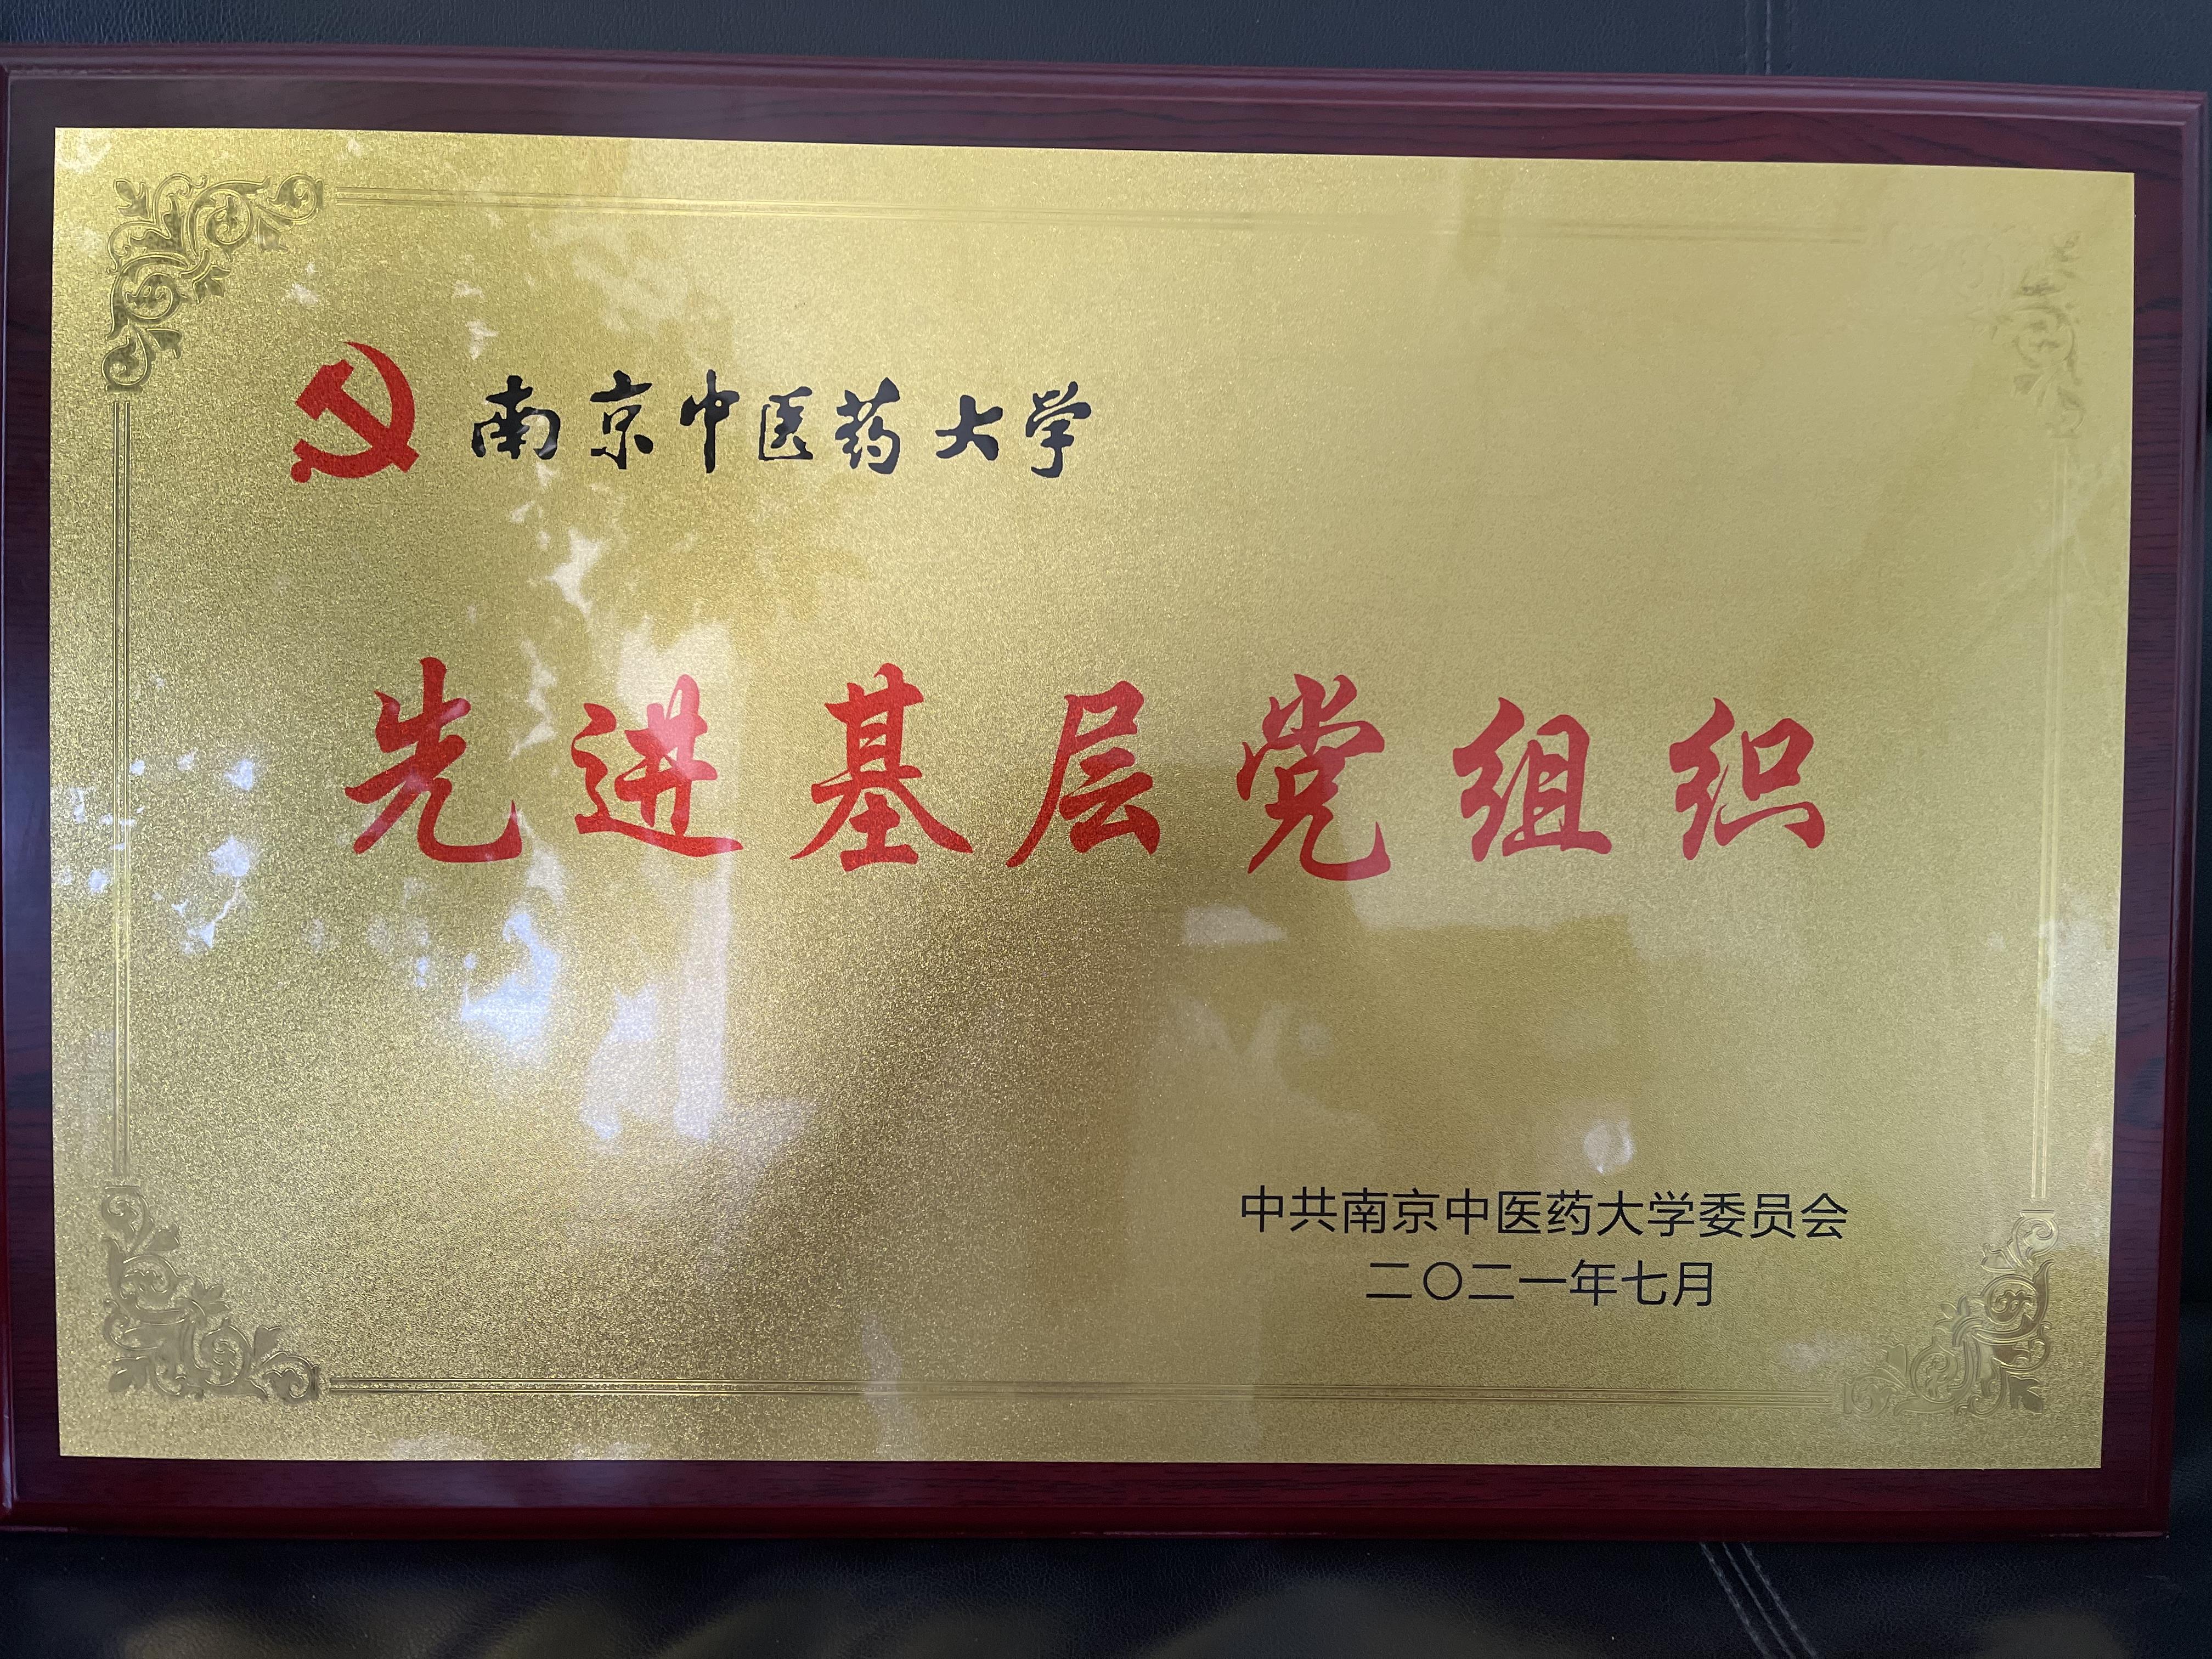 南京中医药大学
先进基层党组织
中共南京中医药大学委员会
二〇二一年七月